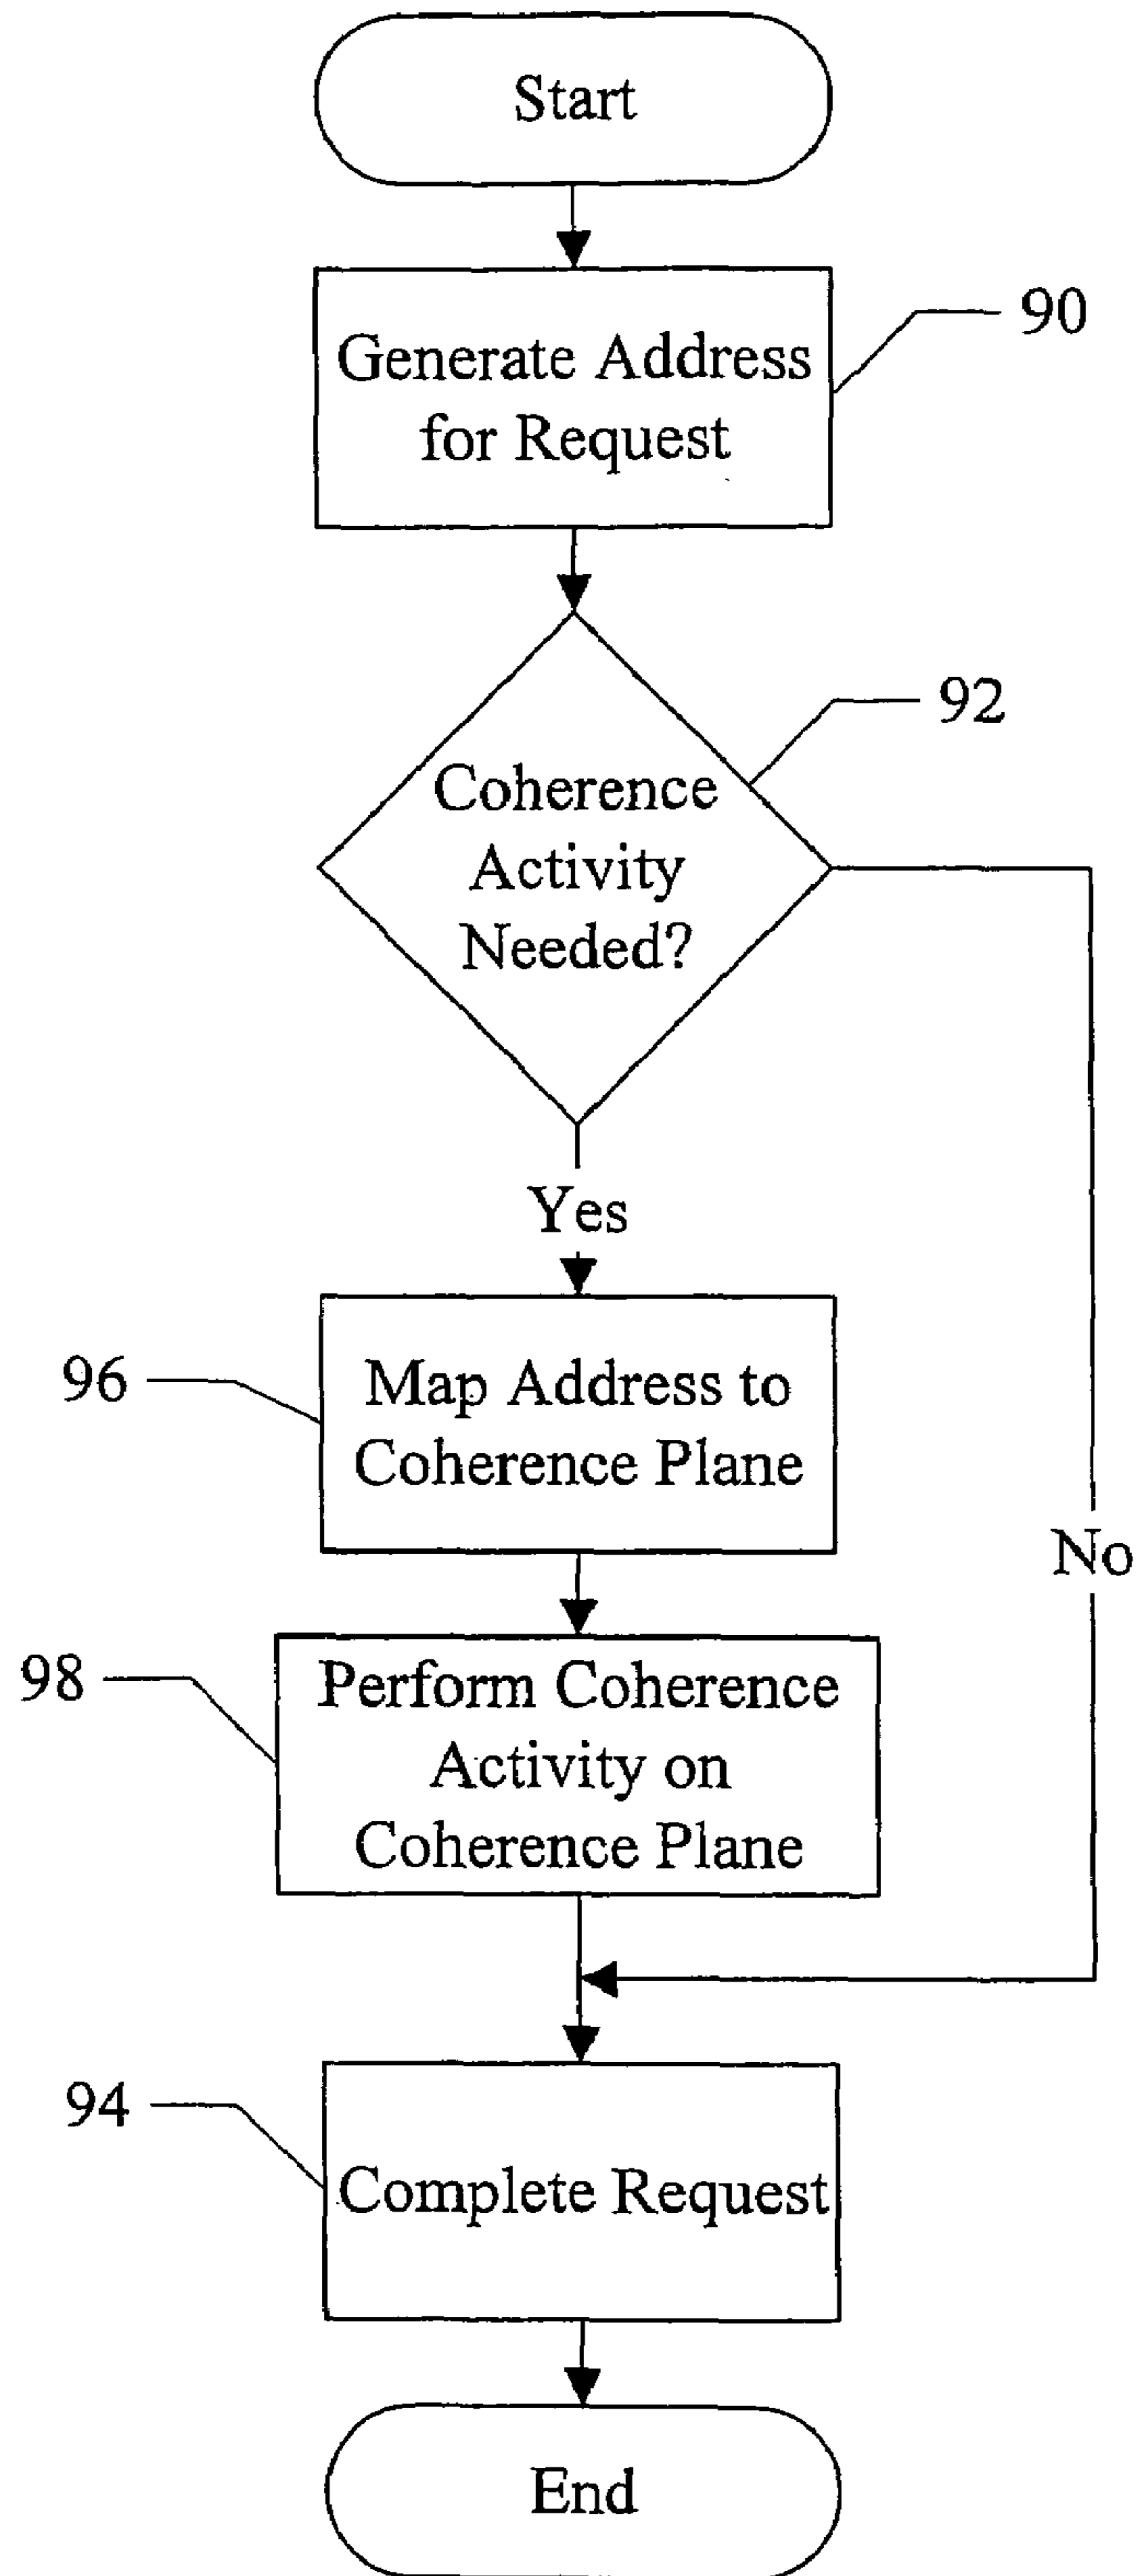 Start
90
Generate Address
for Request
92
Coherence
Activity
Needed?
Yes
96
Map Address to
Coherence Plane
No
98
Perform Coherence
Activity on
Coherence Plane
94
Complete Request
End